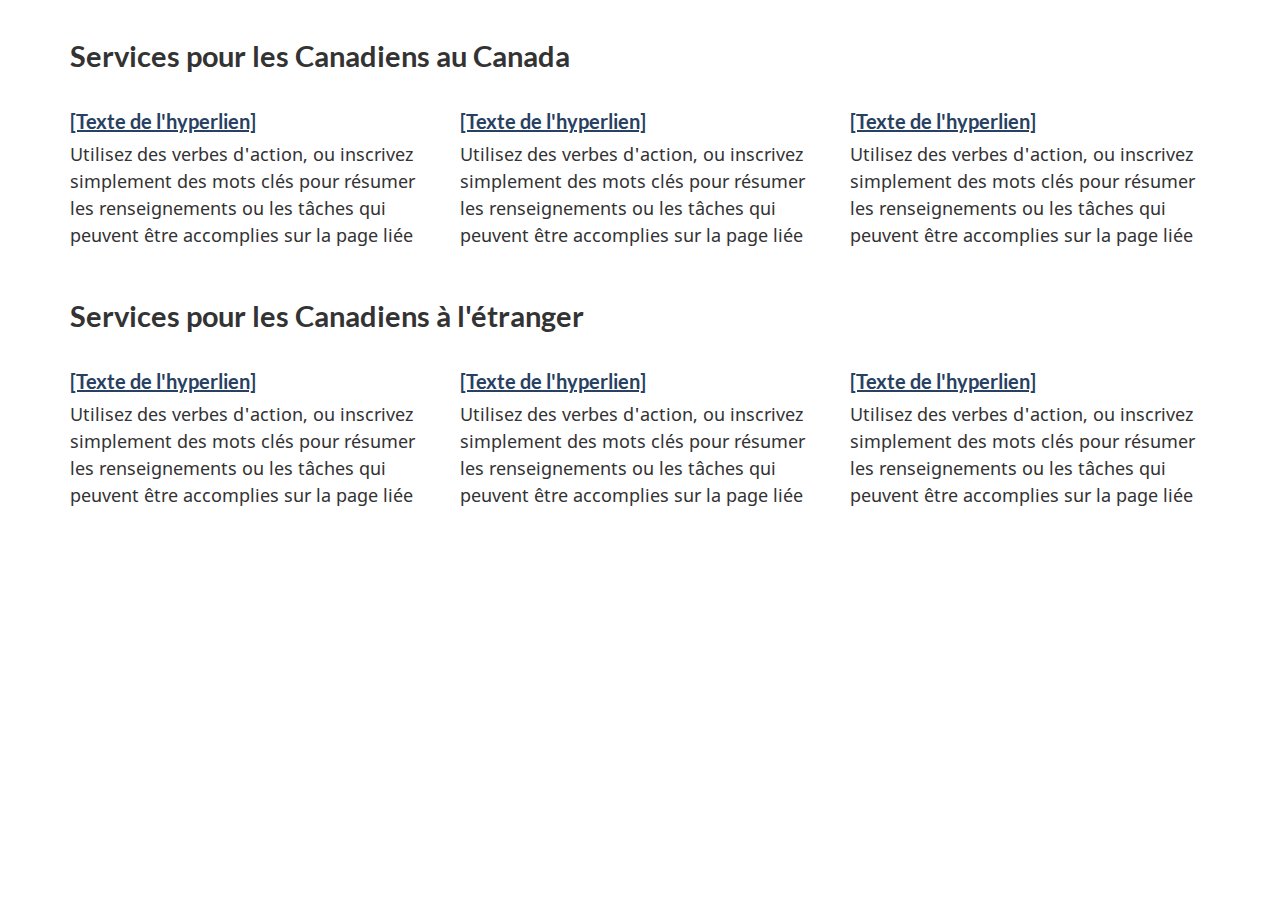 Services pour les Canadiens au Canada
[Texte de l'hyperlien]
Utilisez des verbes d'action, ou inscrivez
simplement des mots clés pour résumer
les renseignements ou les tâches qui
peuvent être accomplies sur la page liée
[Texte de l'hyperlien]
Utilisez des verbes d'action, ou inscrivez
simplement des mots clés pour résumer
les renseignements ou les tâches qui
peuvent être accomplies sur la page liée
[Texte de l'hyperlien]
Utilisez des verbes d'action, ou inscrivez
simplement des mots clés pour résumer
les renseignements ou les tâches qui
peuvent être accomplies sur la page liée
Services pour les Canadiens à l'étranger
[Texte de l'hyperlien]
Utilisez des verbes d'action, ou inscrivez
simplement des mots clés pour résumer
les renseignements ou les tâches qui
peuvent être accomplies sur la page liée
[Texte de l'hyperlien]
Utilisez des verbes d'action, ou inscrivez
simplement des mots clés pour résumer
les renseignements ou les tâches qui
peuvent être accomplies sur la page liée
[Texte de l'hyperlien]
Utilisez des verbes d'action, ou inscrivez
simplement des mots clés pour résumer
les renseignements ou les tâches qui
peuvent être accomplies sur la page liée